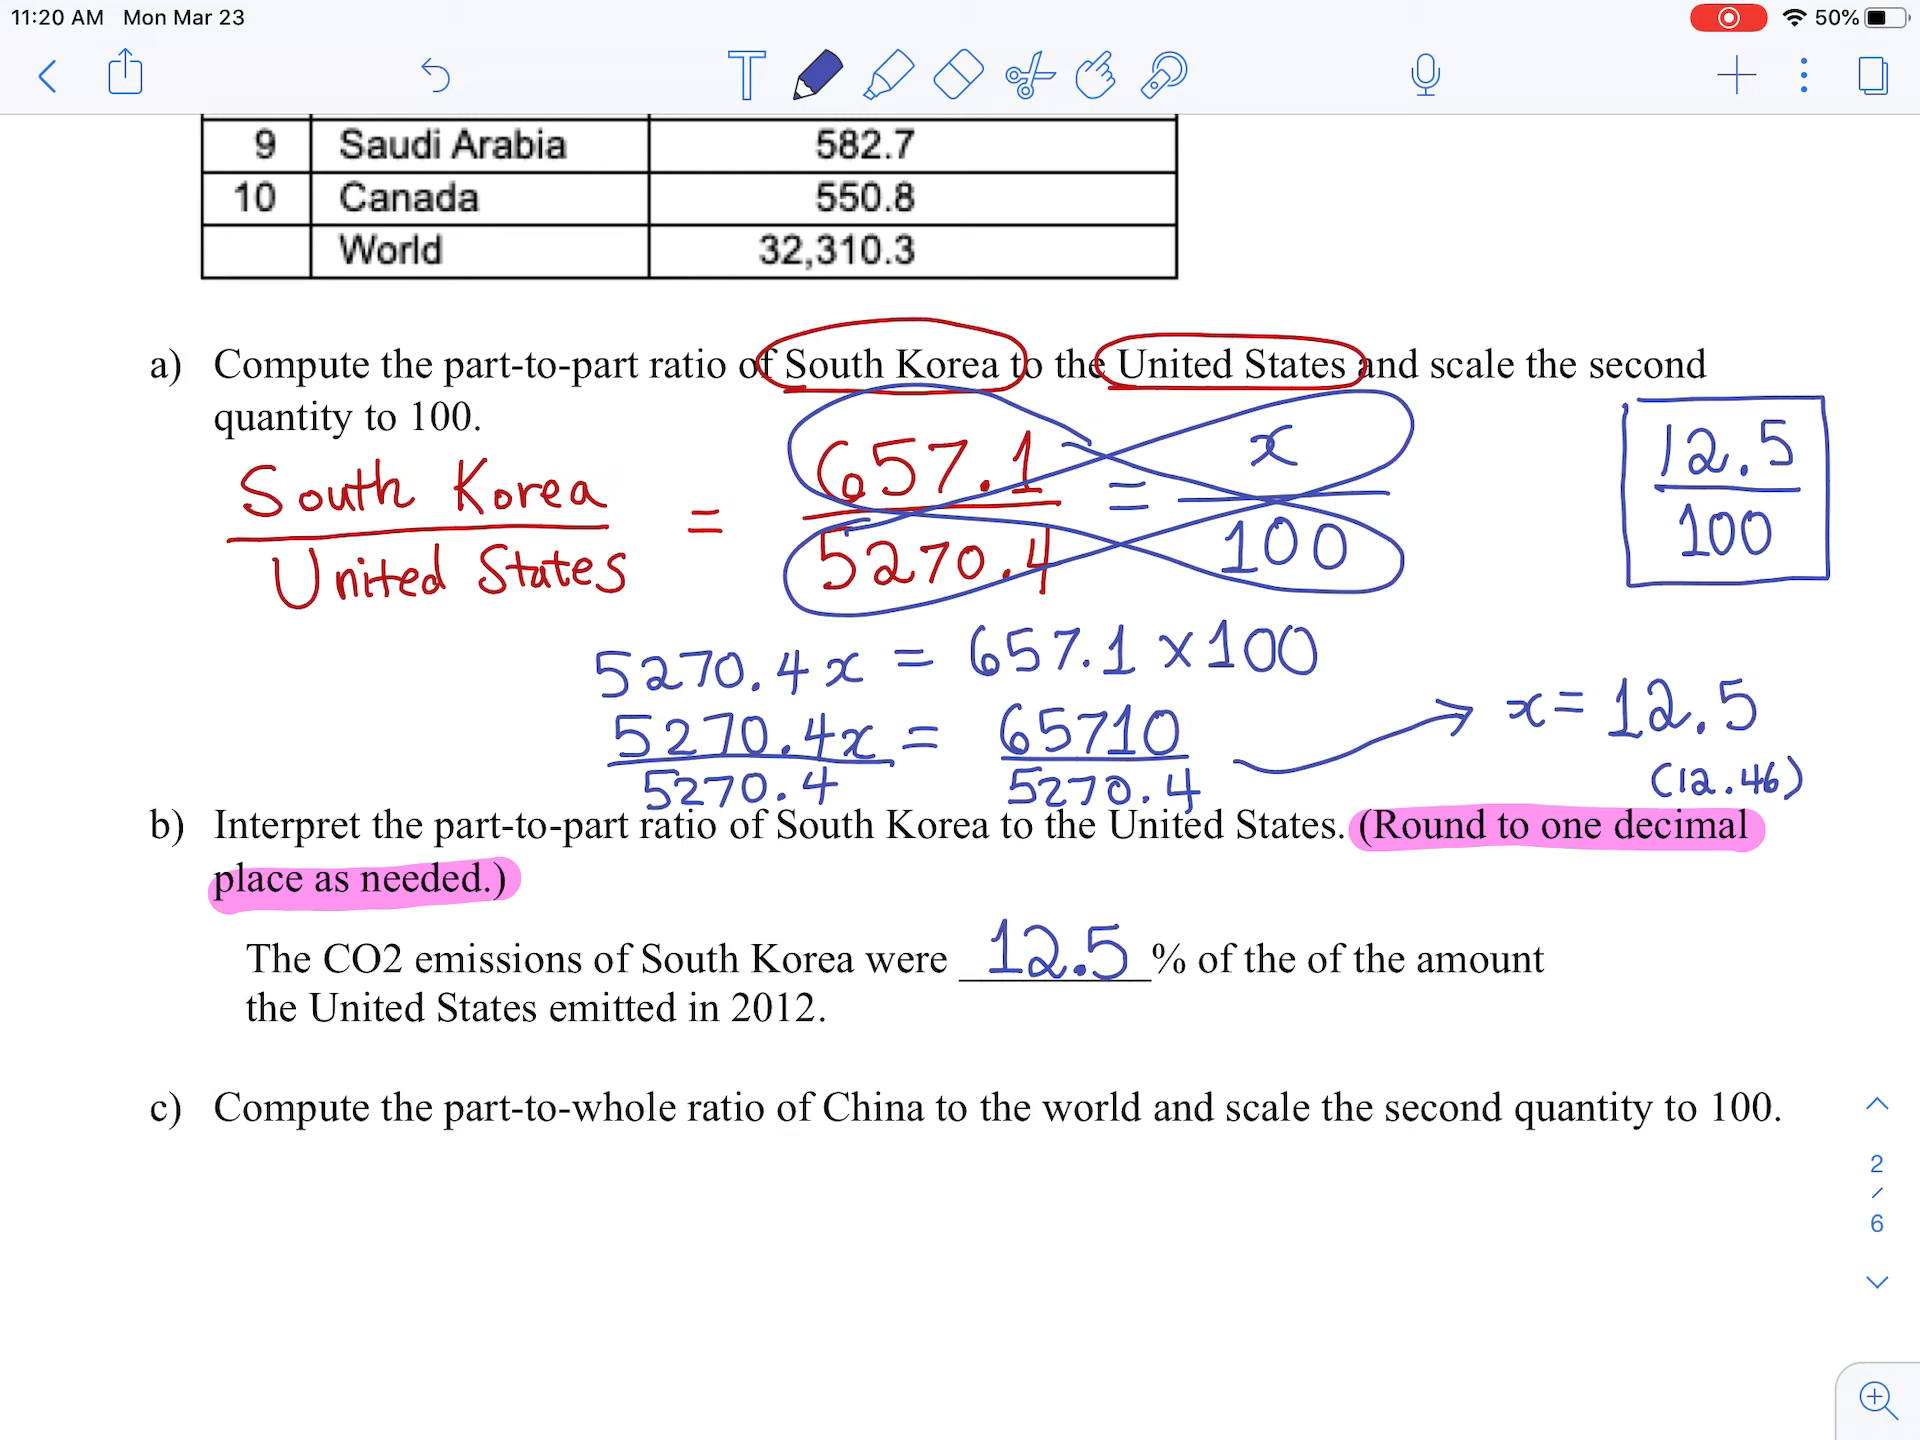 11:20 AM Mon Mar 23 50%
T
9 Saudi Arabia 582.7
10 Canada 550.8
World 32,310.3
a) Compute the part-to-part ratio of South Korea to the United States and scale the second
quantity to 100.
South Korea / United States = 657.1 / 5270.4 = x / 100
12.5 / 100
5270.4x = 657.1 x 100
5270.4x / 5270.4 = 65710 / 5270.4 → x = 12.5
(12.46)
b) Interpret the part-to-part ratio of South Korea to the United States. (Round to one decimal
place as needed.)
The CO2 emissions of South Korea were 12.5 % of the of the amount
the United States emitted in 2012.
c) Compute the part-to-whole ratio of China to the world and scale the second quantity to 100.
2
/
6